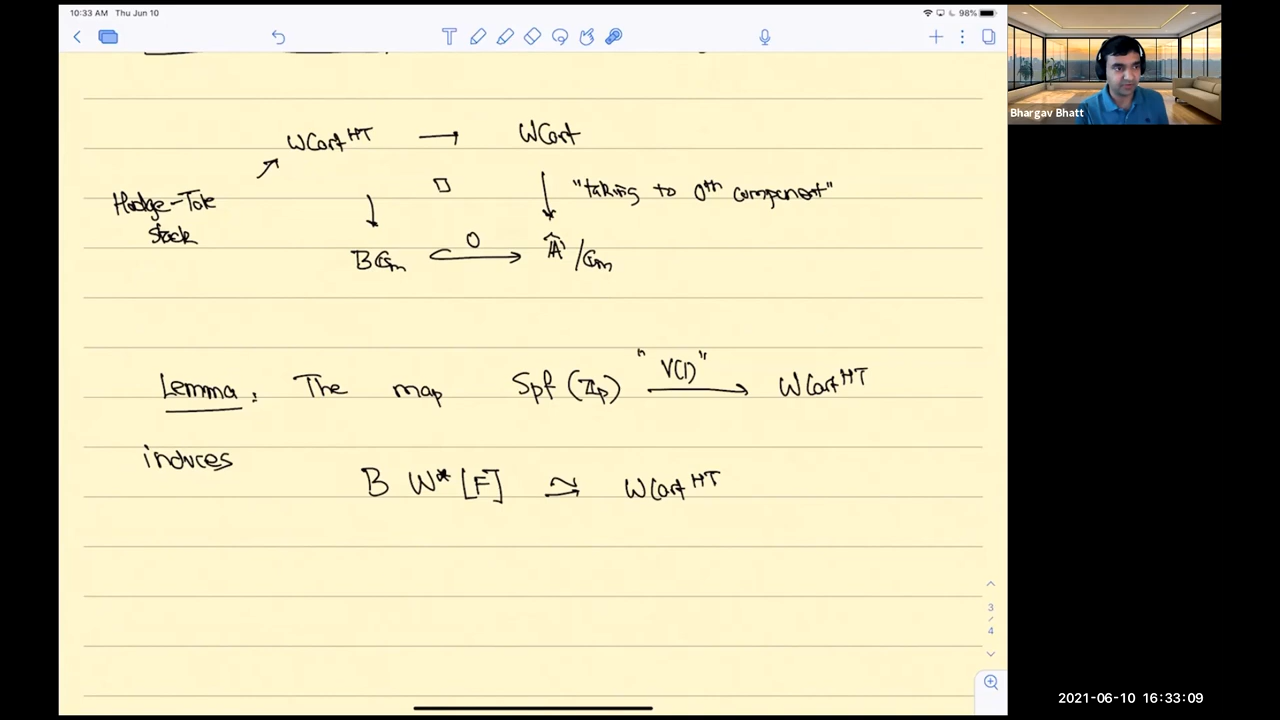 10:33 AM Thu Jun 10
98%
WCart^HT → WCart
Hodge-Tate stack
"taking to 0th component"
BG_m 0 Â/G_m
Lemma: The map Spf(ℤ_p) "V(1)" → WCart^HT
induces
B W*[F] ≃ WCart^HT
3
/
4
Bhargav Bhatt
2021-06-10 16:33:09